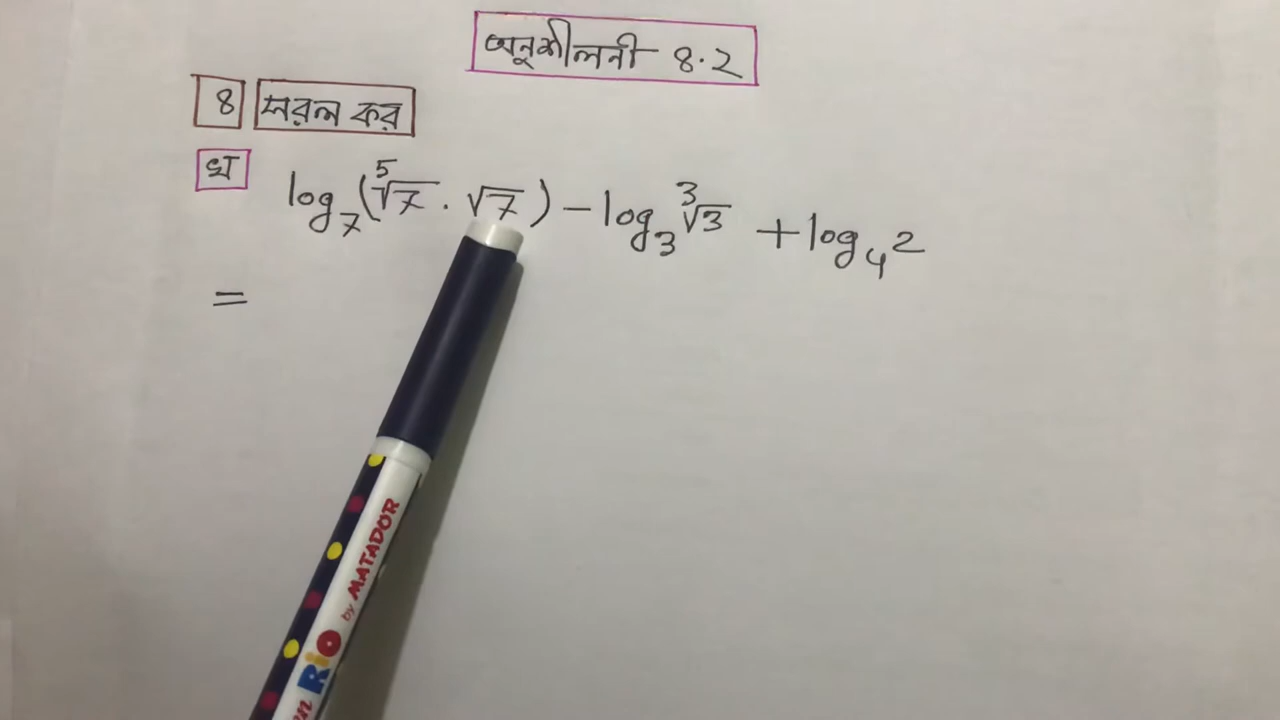 অনুশীলনী ৪.২
৪ সরল কর
খ log₇(⁵√7 . √7) – log₃ ³√3 + log₄2
=
RiO by MATADOR